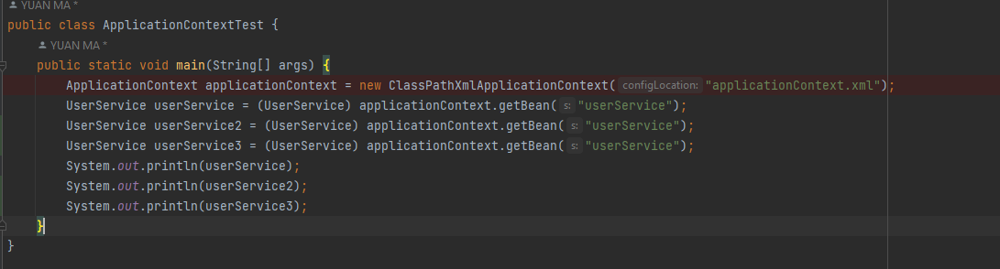 YUAN MA *
public class ApplicationContextTest {
YUAN MA *
public static void main(String[] args) {
ApplicationContext applicationContext = new ClassPathXmlApplicationContext( configLocation: "applicationContext.xml");
UserService userService = (UserService) applicationContext.getBean( s: "userService");
UserService userService2 = (UserService) applicationContext.getBean( s: "userService");
UserService userService3 = (UserService) applicationContext.getBean( s: "userService");
System.out.println(userService);
System.out.println(userService2);
System.out.println(userService3);
}
}